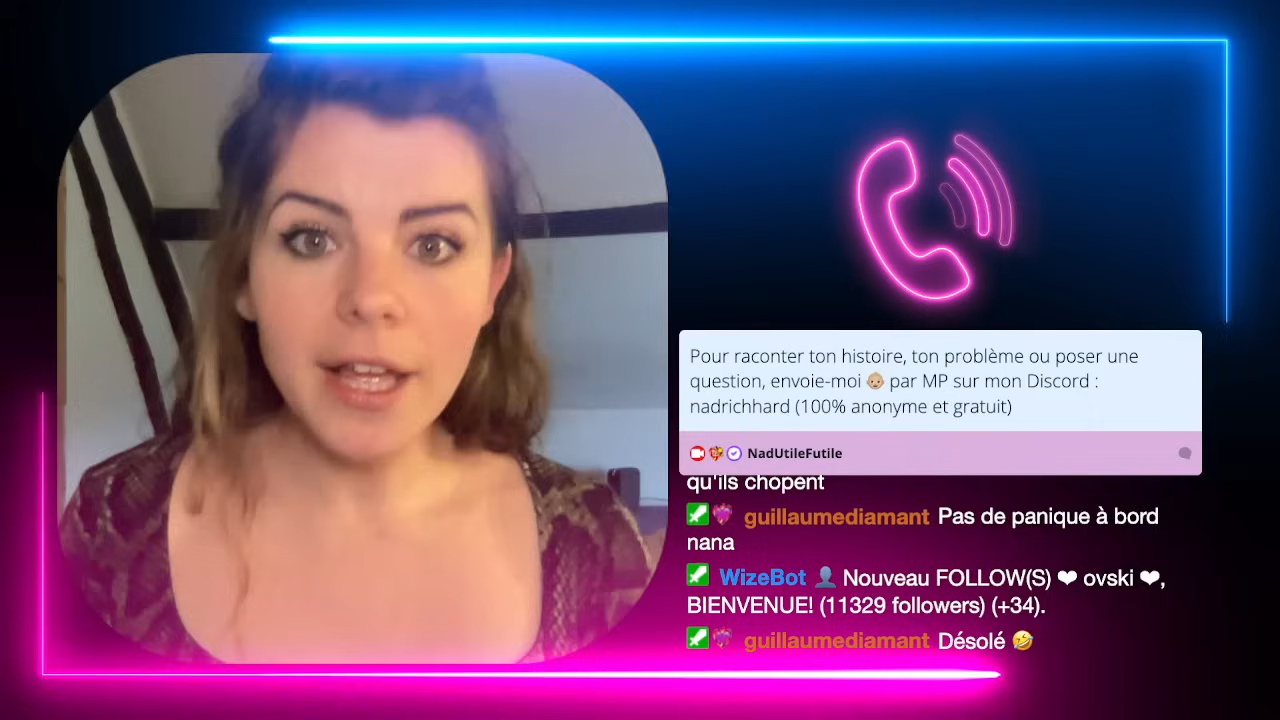 Pour raconter ton histoire, ton problème ou poser une
question, envoie-moi 👶🏼 par MP sur mon Discord :
nadrichhard (100% anonyme et gratuit)
NadUtileFutile
qu'ils chopent
guillaumediamant Pas de panique à bord
nana
WizeBot 👤 Nouveau FOLLOW(S) ❤ ovski ❤,
BIENVENUE! (11329 followers) (+34).
guillaumediamant Désolé 🤣